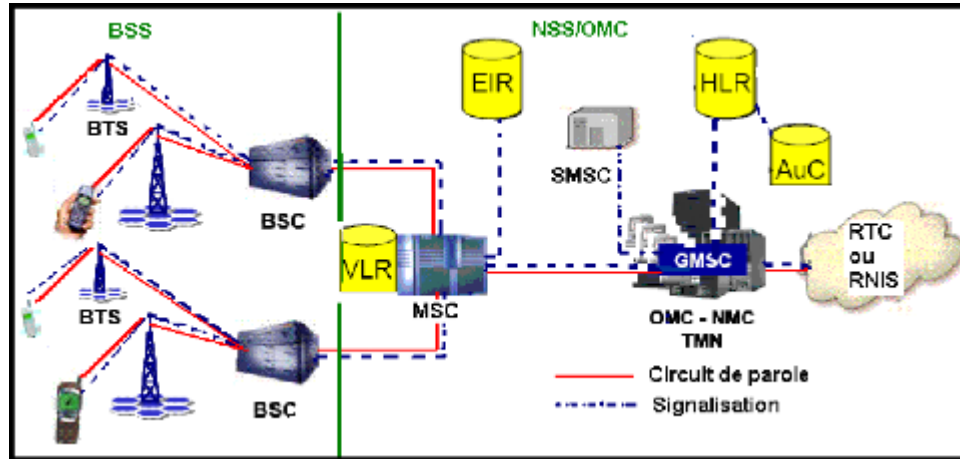 BSS
NSS/OMC
EIR
HLR
BTS
SMSC
AuC
BSC
VLR
GMSC
RTC
ou
RNIS
BTS
MSC
OMC - NMC
TMN
BSC
Circuit de parole
Signalisation